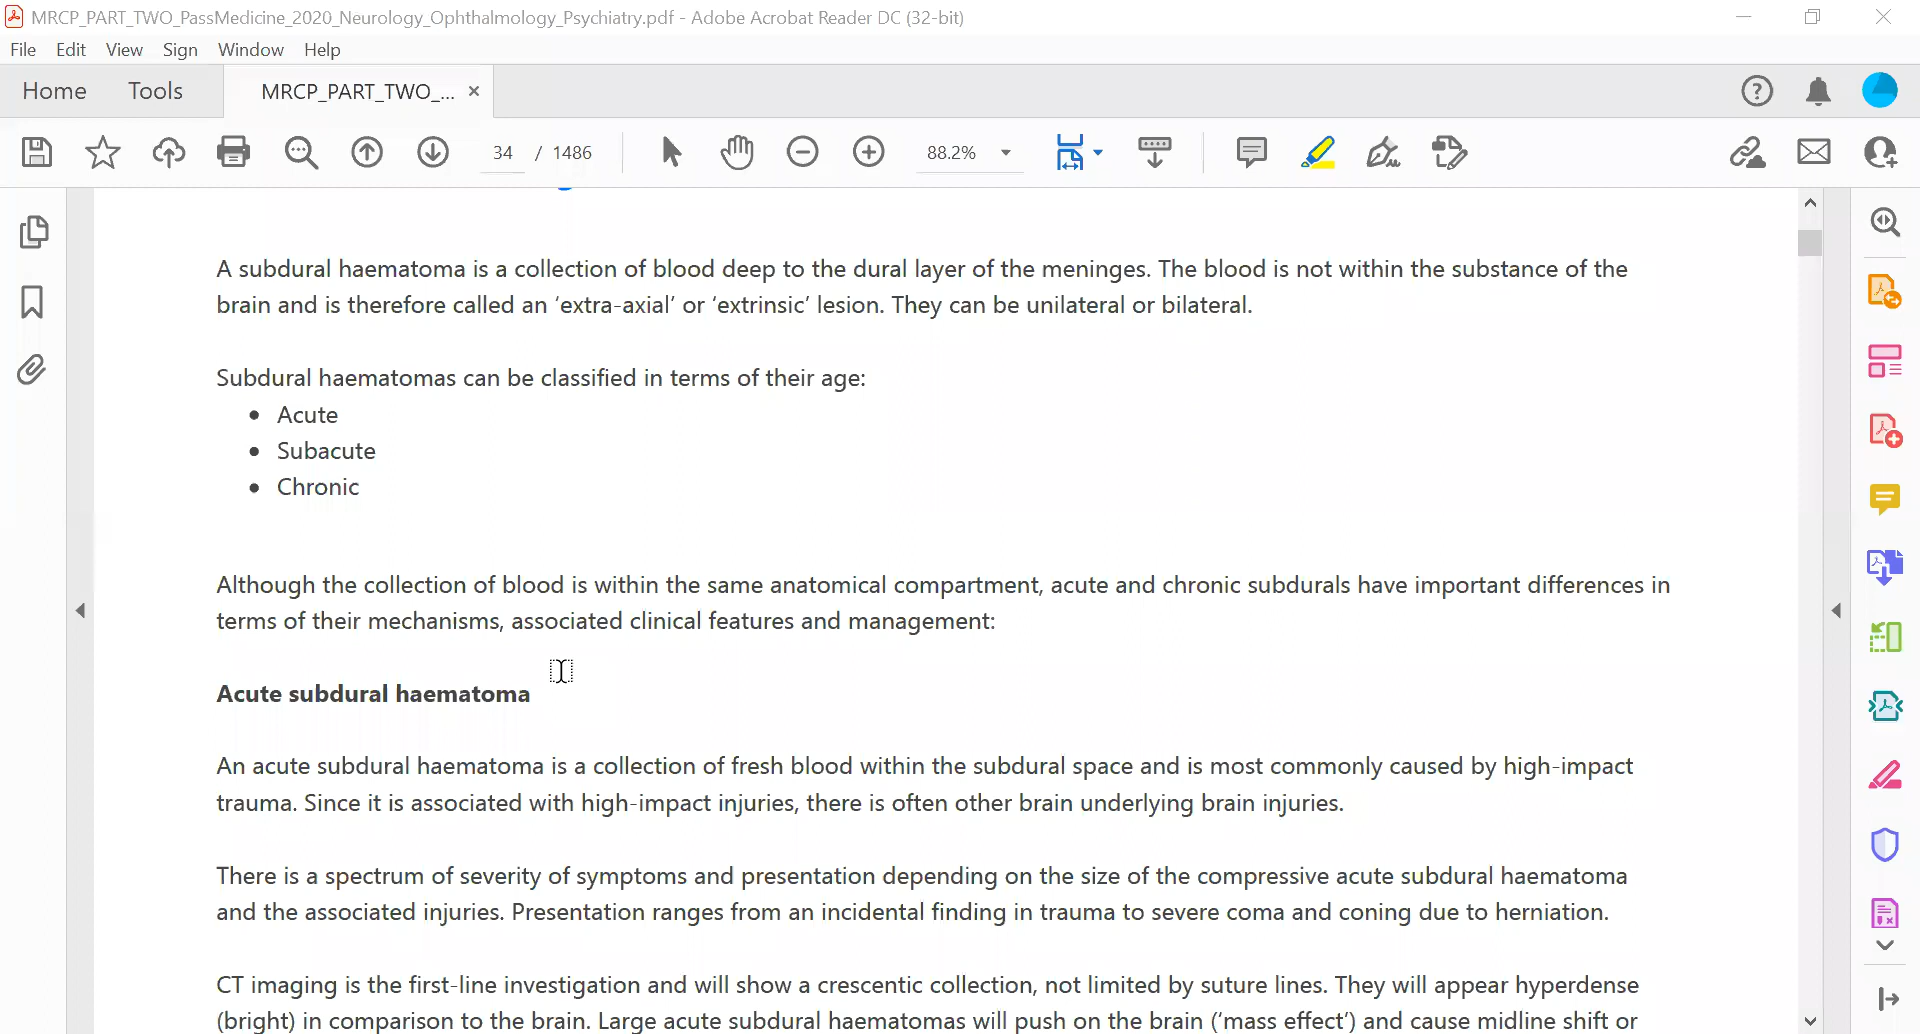 MRCP_PART_TWO_PassMedicine_2020_Neurology_Ophthalmology_Psychiatry.pdf - Adobe Acrobat Reader DC (32-bit)
File Edit View Sign Window Help
Home Tools MRCP_PART_TWO_... ×
34 / 1486 88.2%
A subdural haematoma is a collection of blood deep to the dural layer of the meninges. The blood is not within the substance of the
brain and is therefore called an ‘extra-axial’ or ‘extrinsic’ lesion. They can be unilateral or bilateral.
Subdural haematomas can be classified in terms of their age:
• Acute
• Subacute
• Chronic
Although the collection of blood is within the same anatomical compartment, acute and chronic subdurals have important differences in
terms of their mechanisms, associated clinical features and management:
Acute subdural haematoma
An acute subdural haematoma is a collection of fresh blood within the subdural space and is most commonly caused by high-impact
trauma. Since it is associated with high-impact injuries, there is often other brain underlying brain injuries.
There is a spectrum of severity of symptoms and presentation depending on the size of the compressive acute subdural haematoma
and the associated injuries. Presentation ranges from an incidental finding in trauma to severe coma and coning due to herniation.
CT imaging is the first-line investigation and will show a crescentic collection, not limited by suture lines. They will appear hyperdense
(bright) in comparison to the brain. Large acute subdural haematomas will push on the brain (‘mass effect’) and cause midline shift or